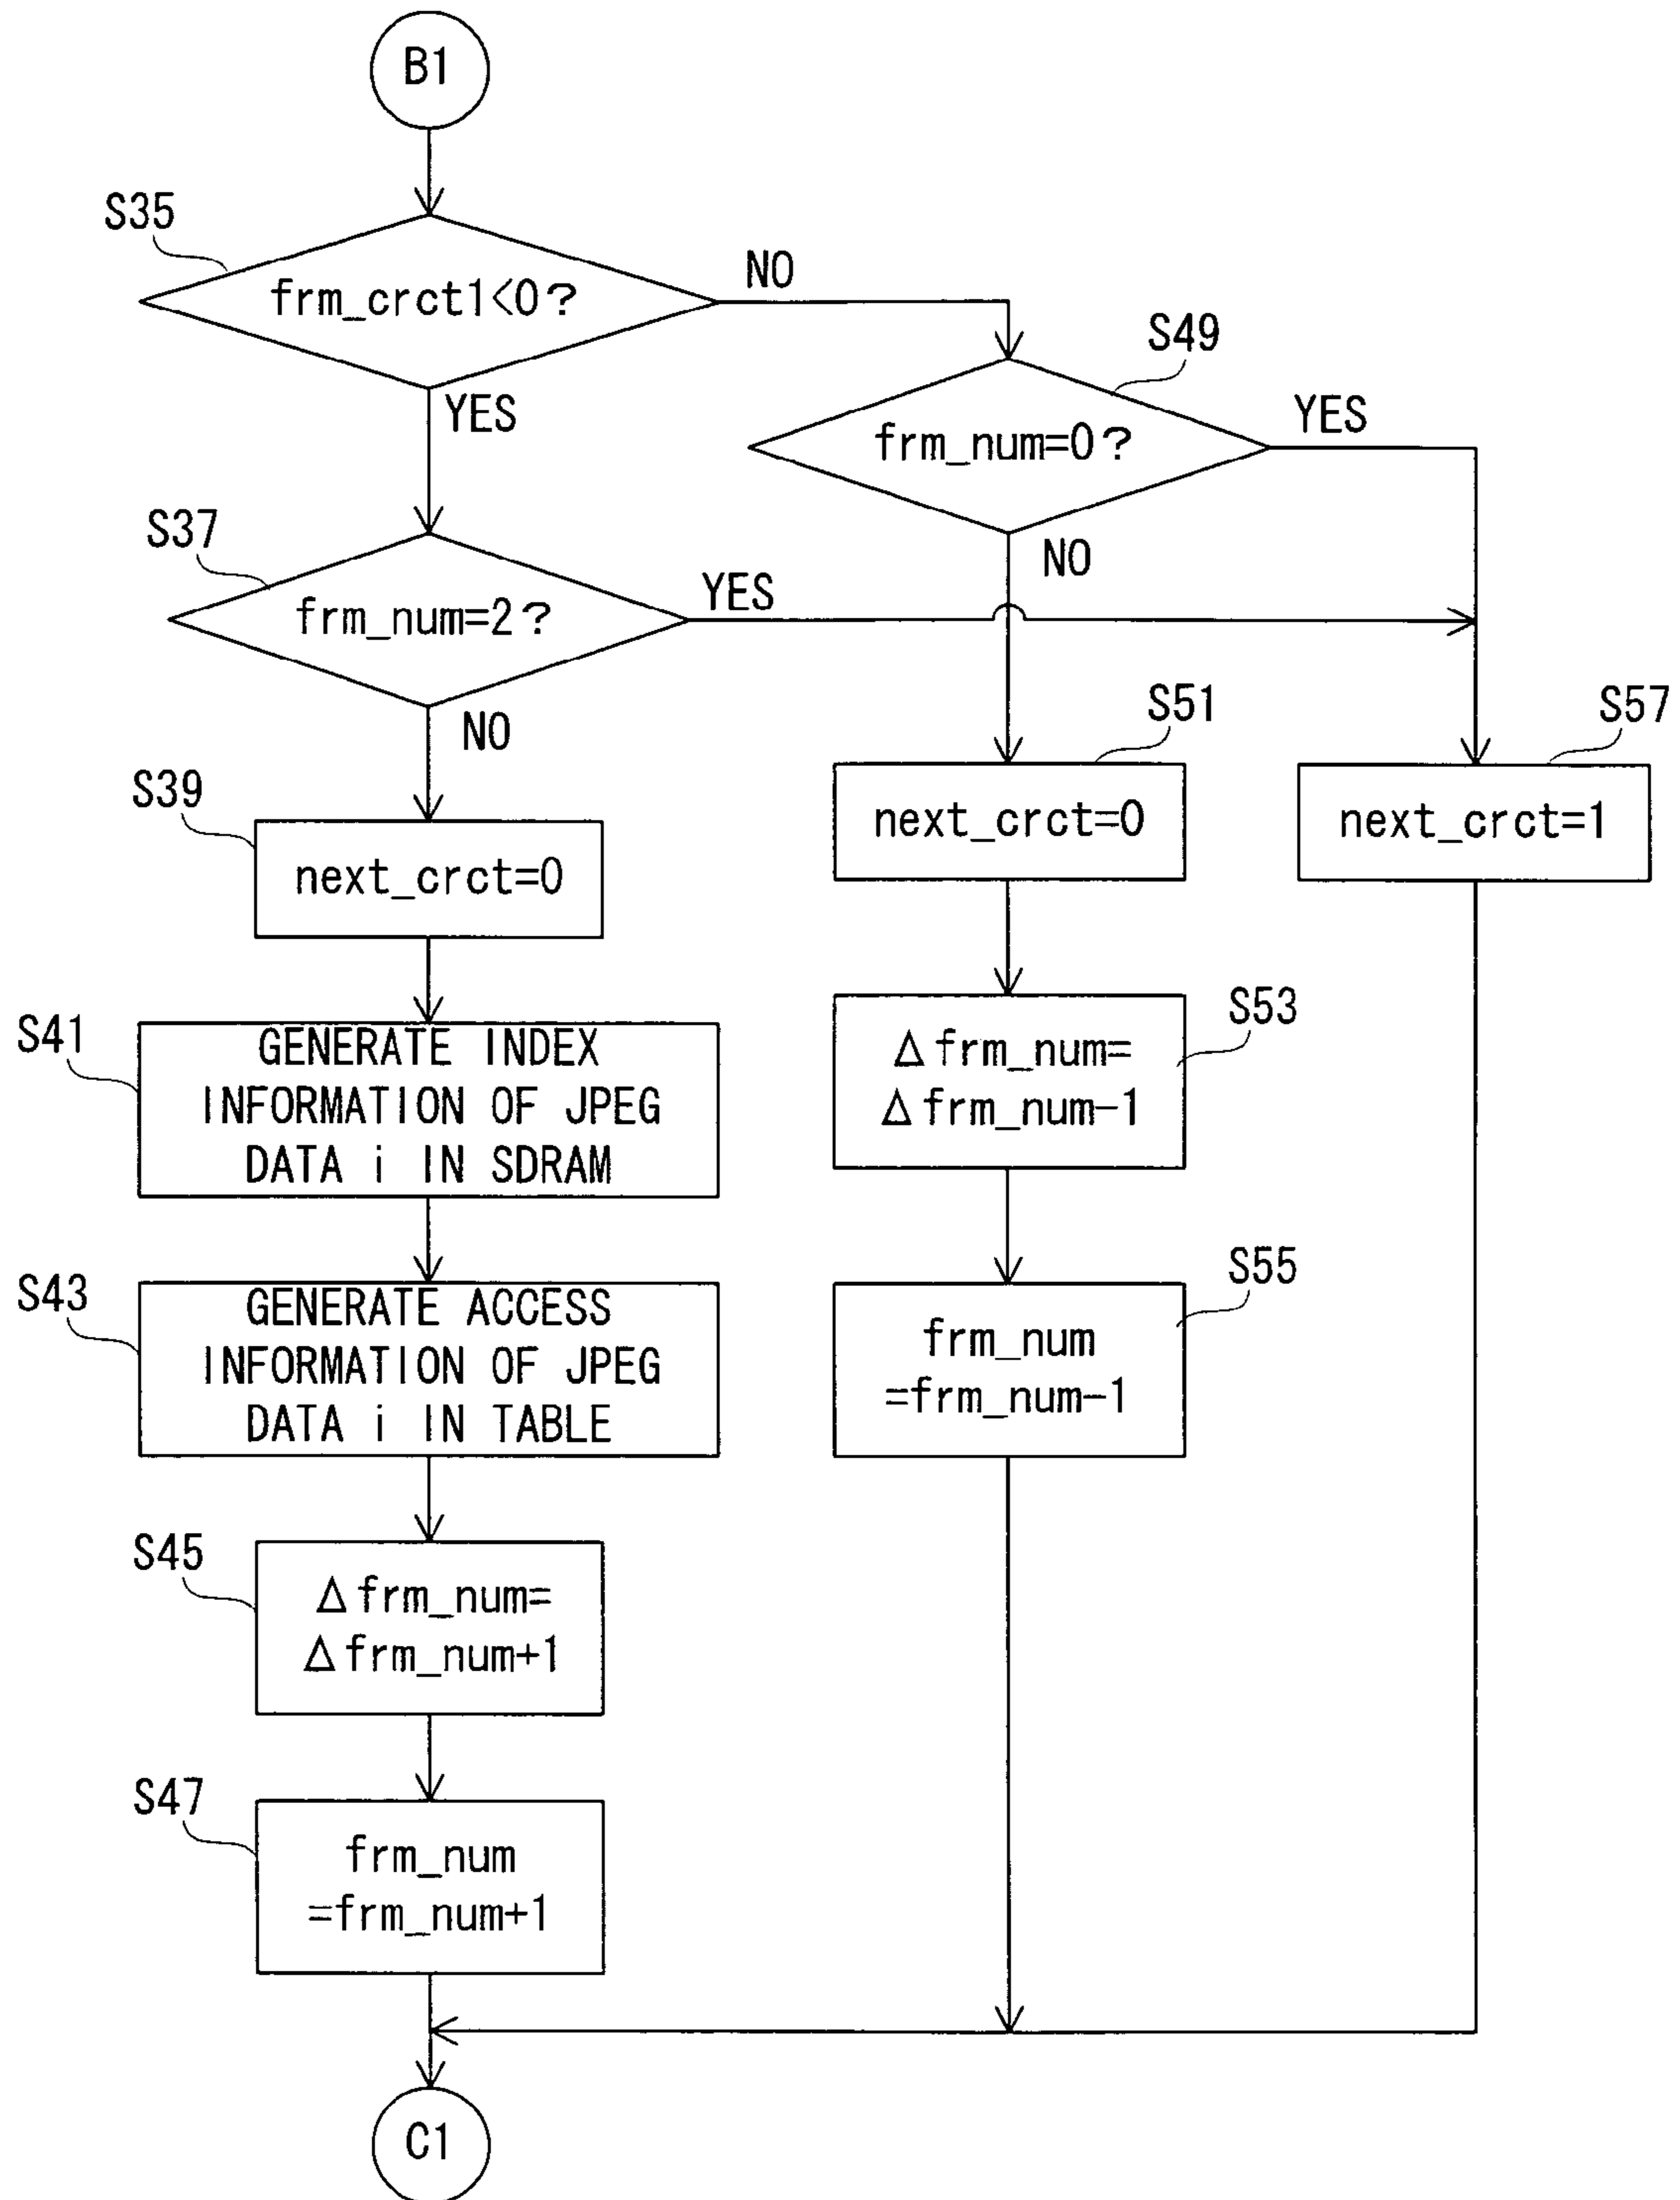 B1
S35
frm_crct1<0?
NO
YES
S49
frm_num=0?
YES
NO
S37
frm_num=2?
YES
NO
S39
next_crct=0
S51
next_crct=0
S57
next_crct=1
S41
GENERATE INDEX
INFORMATION OF JPEG
DATA i IN SDRAM
S53
Δfrm_num=
Δfrm_num-1
S43
GENERATE ACCESS
INFORMATION OF JPEG
DATA i IN TABLE
S55
frm_num
=frm_num-1
S45
Δfrm_num=
Δfrm_num+1
S47
frm_num
=frm_num+1
C1